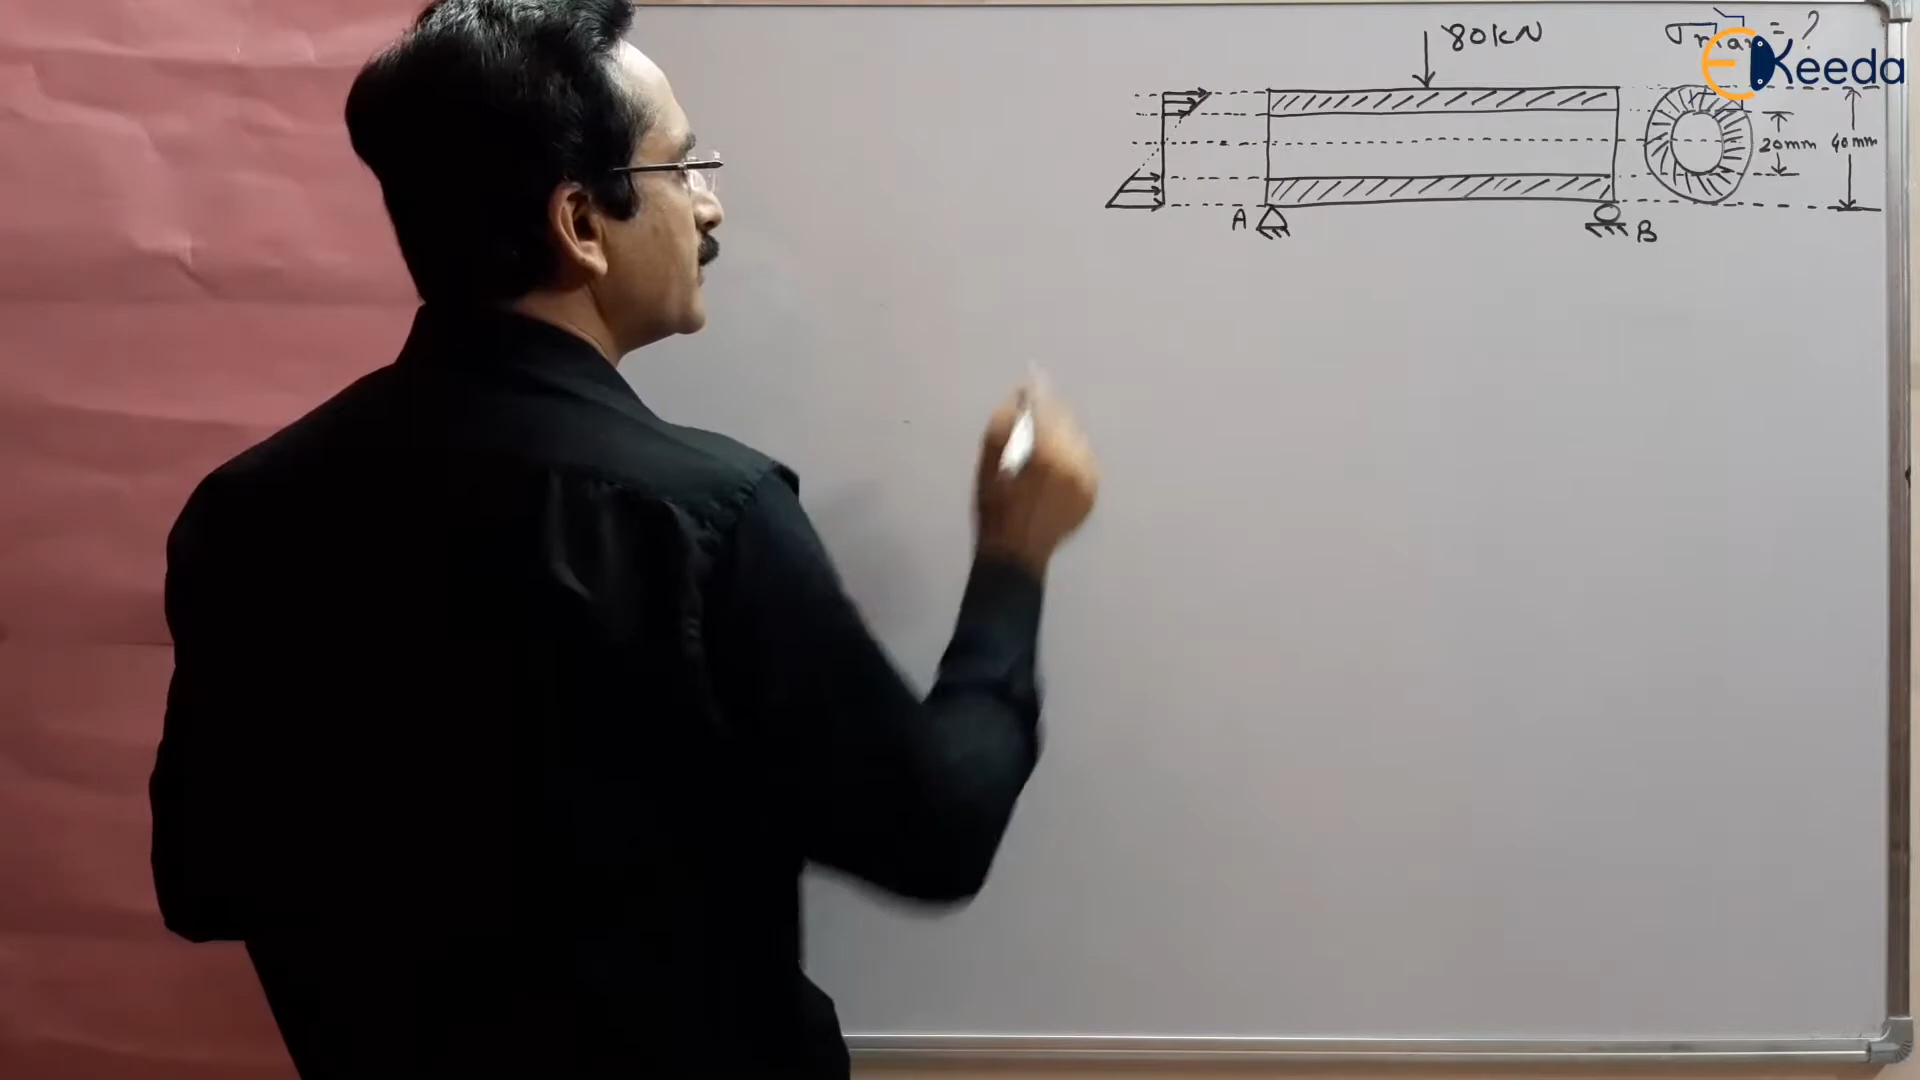 80kN
σmax = ?
EKeeda
20mm
40mm
A
B